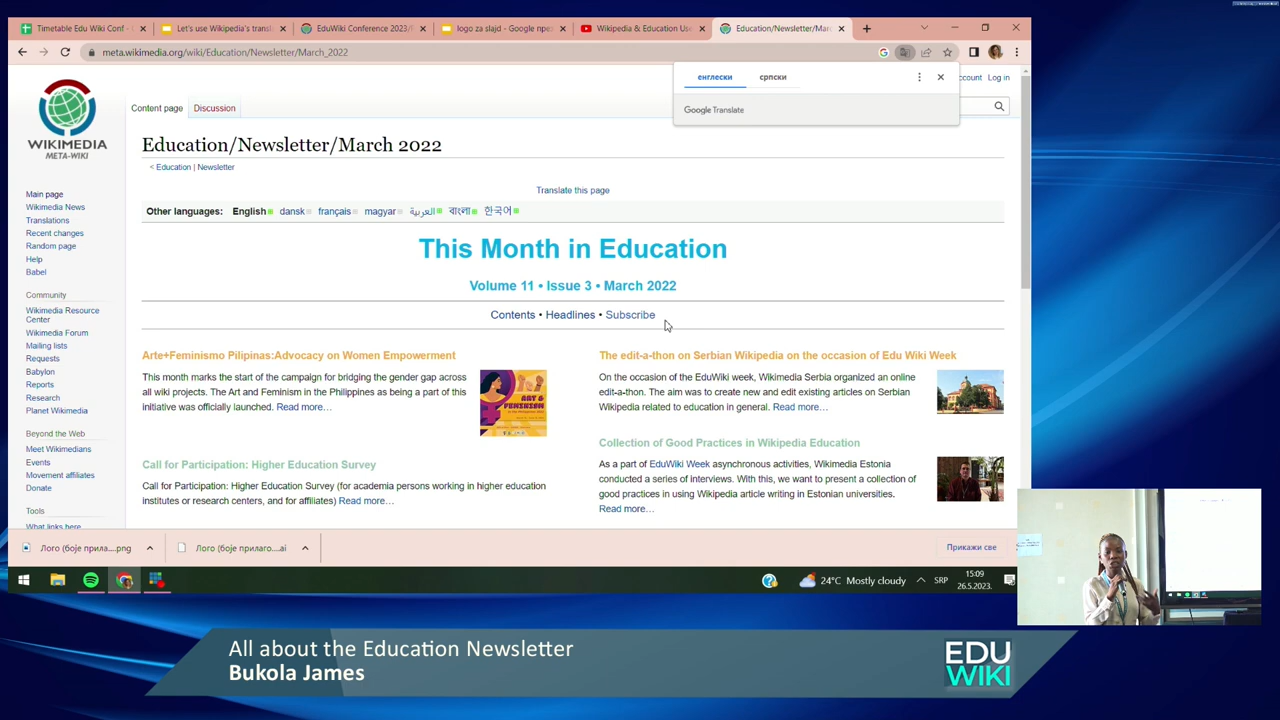 Timetable Edu Wiki Conf -
Let's use Wikipedia's transl
EduWiki Conference 2023/
logo za slajd - Google през
Wikipedia & Education Use
Education/Newsletter/Marc
meta.wikimedia.org/wiki/Education/Newsletter/March_2022
енглески
српски
Google Translate
ccount
Log in
WIKIMEDIA
META-WIKI
Content page
Discussion
Education/Newsletter/March 2022
< Education | Newsletter
Translate this page
Other languages:
English
dansk
français
magyar
العربية
বাংলা
한국어
This Month in Education
Volume 11 • Issue 3 • March 2022
Contents • Headlines • Subscribe
Main page
Wikimedia News
Translations
Recent changes
Random page
Help
Babel
Community
Wikimedia Resource
Center
Wikimedia Forum
Mailing lists
Requests
Babylon
Reports
Research
Planet Wikimedia
Beyond the Web
Meet Wikimedians
Events
Movement affiliates
Donate
Tools
What links here
Arte+Feminismo Pilipinas:Advocacy on Women Empowerment
This month marks the start of the campaign for bridging the gender gap across
all wiki projects. The Art and Feminism in the Philippines as being a part of this
initiative was officially launched. Read more…
ART &
FEMINISM
Call for Participation: Higher Education Survey
Call for Participation: Higher Education Survey (for academia persons working in higher education
institutes or research centers, and for affiliates) Read more…
The edit-a-thon on Serbian Wikipedia on the occasion of Edu Wiki Week
On the occasion of the EduWiki week, Wikimedia Serbia organized an online
edit-a-thon. The aim was to create new and edit existing articles on Serbian
Wikipedia related to education in general. Read more…
Collection of Good Practices in Wikipedia Education
As a part of EduWiki Week asynchronous activities, Wikimedia Estonia
conducted a series of interviews. With this, we want to present a collection of
good practices in using Wikipedia article writing in Estonian universities.
Read more…
Лого (боје прила....png
Лого (боје прилаго....ai
Прикажи све
24°C Mostly cloudy
SRP
15:09
26.5.2023.
All about the Education Newsletter
Bukola James
EDU
WIKI